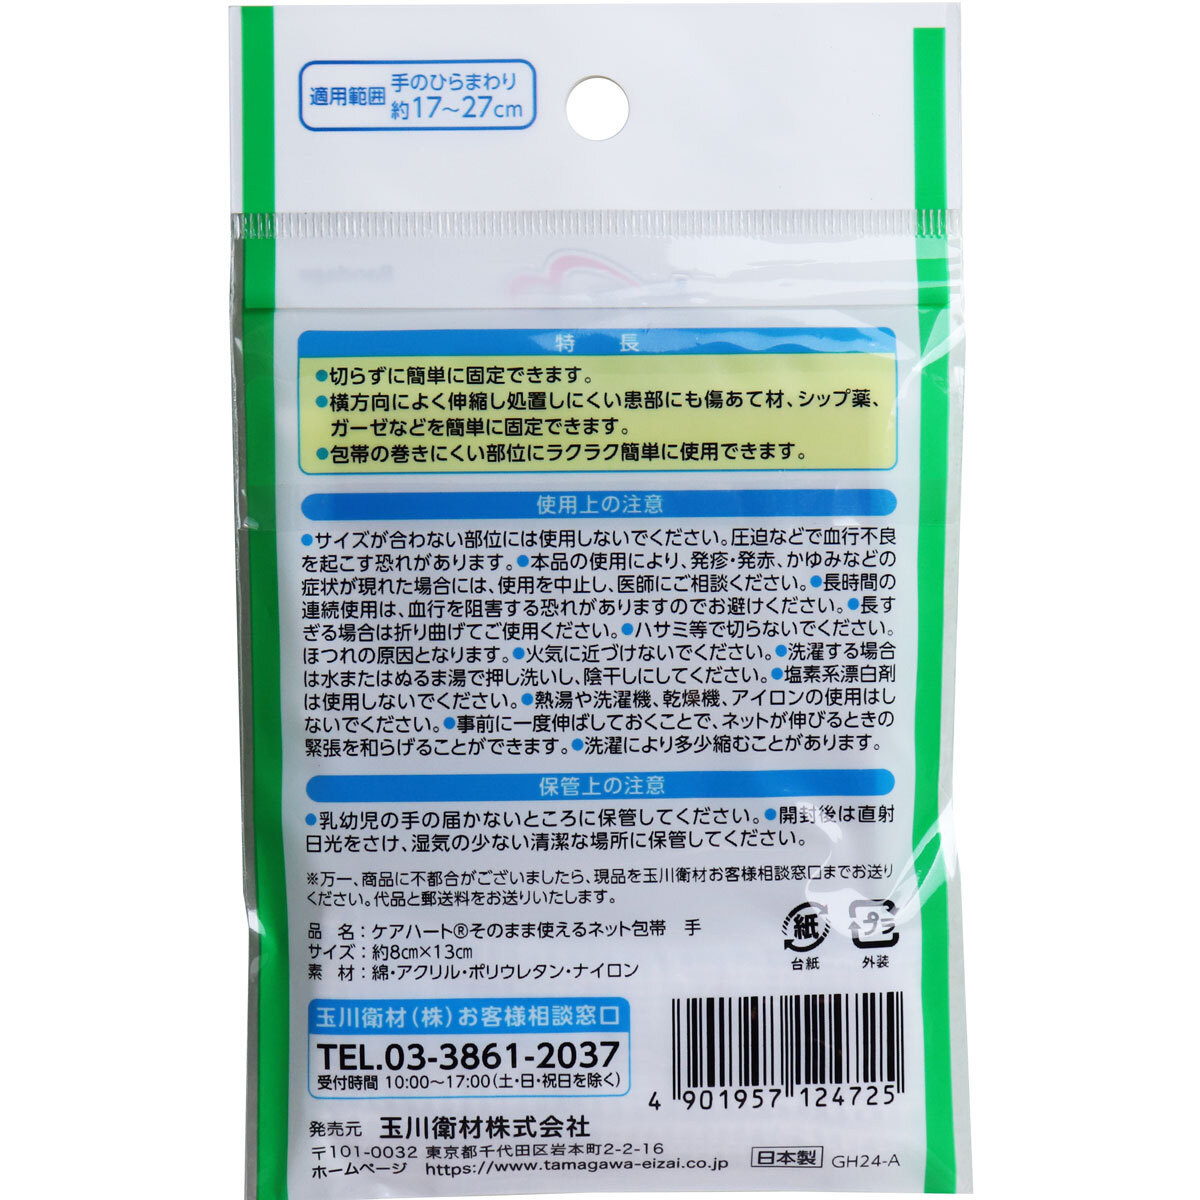 適用範囲 手のひらまわり
約17～27cm
特　長
●切らずに簡単に固定できます。
●横方向によく伸縮し処置しにくい患部にも傷あて材、シップ薬、
ガーゼなどを簡単に固定できます。
●包帯の巻きにくい部位にラクラク簡単に使用できます。
使用上の注意
●サイズが合わない部位には使用しないでください。圧迫などで血行不良
を起こす恐れがあります。●本品の使用により、発疹・発赤、かゆみなどの
症状が現れた場合には、使用を中止し、医師にご相談ください。●長時間の
連続使用は、血行を阻害する恐れがありますのでお避けください。●長す
ぎる場合は折り曲げてご使用ください。●ハサミ等で切らないでください。
ほつれの原因となります。●火気に近づけないでください。●洗濯する場合
は水またはぬるま湯で押し洗いし、陰干しにしてください。●塩素系漂白剤
は使用しないでください。●熱湯や洗濯機、乾燥機、アイロンの使用はし
ないでください。●事前に一度伸ばしておくことで、ネットが伸びるときの
緊張を和らげることができます。●洗濯により多少縮むことがあります。
保管上の注意
●乳幼児の手の届かないところに保管してください。●開封後は直射
日光をさけ、湿気の少ない清潔な場所に保管してください。
※万一、商品に不都合がございましたら、現品を玉川衛材お客様相談窓口までお送り
ください。代品と郵送料をお送りいたします。
品　名：ケアハート®そのまま使えるネット包帯　手
サイズ：約8cm×13cm
素　材：綿・アクリル・ポリウレタン・ナイロン
紙
台紙
プラ
外装
玉川衛材（株）お客様相談窓口
TEL.03-3861-2037
受付時間 10:00～17:00（土・日・祝日を除く）
4 901957 124725
発売元 玉川衛材株式会社
〒101-0032 東京都千代田区岩本町2-2-16
ホームページ https://www.tamagawa-eizai.co.jp
日本製 GH24-A